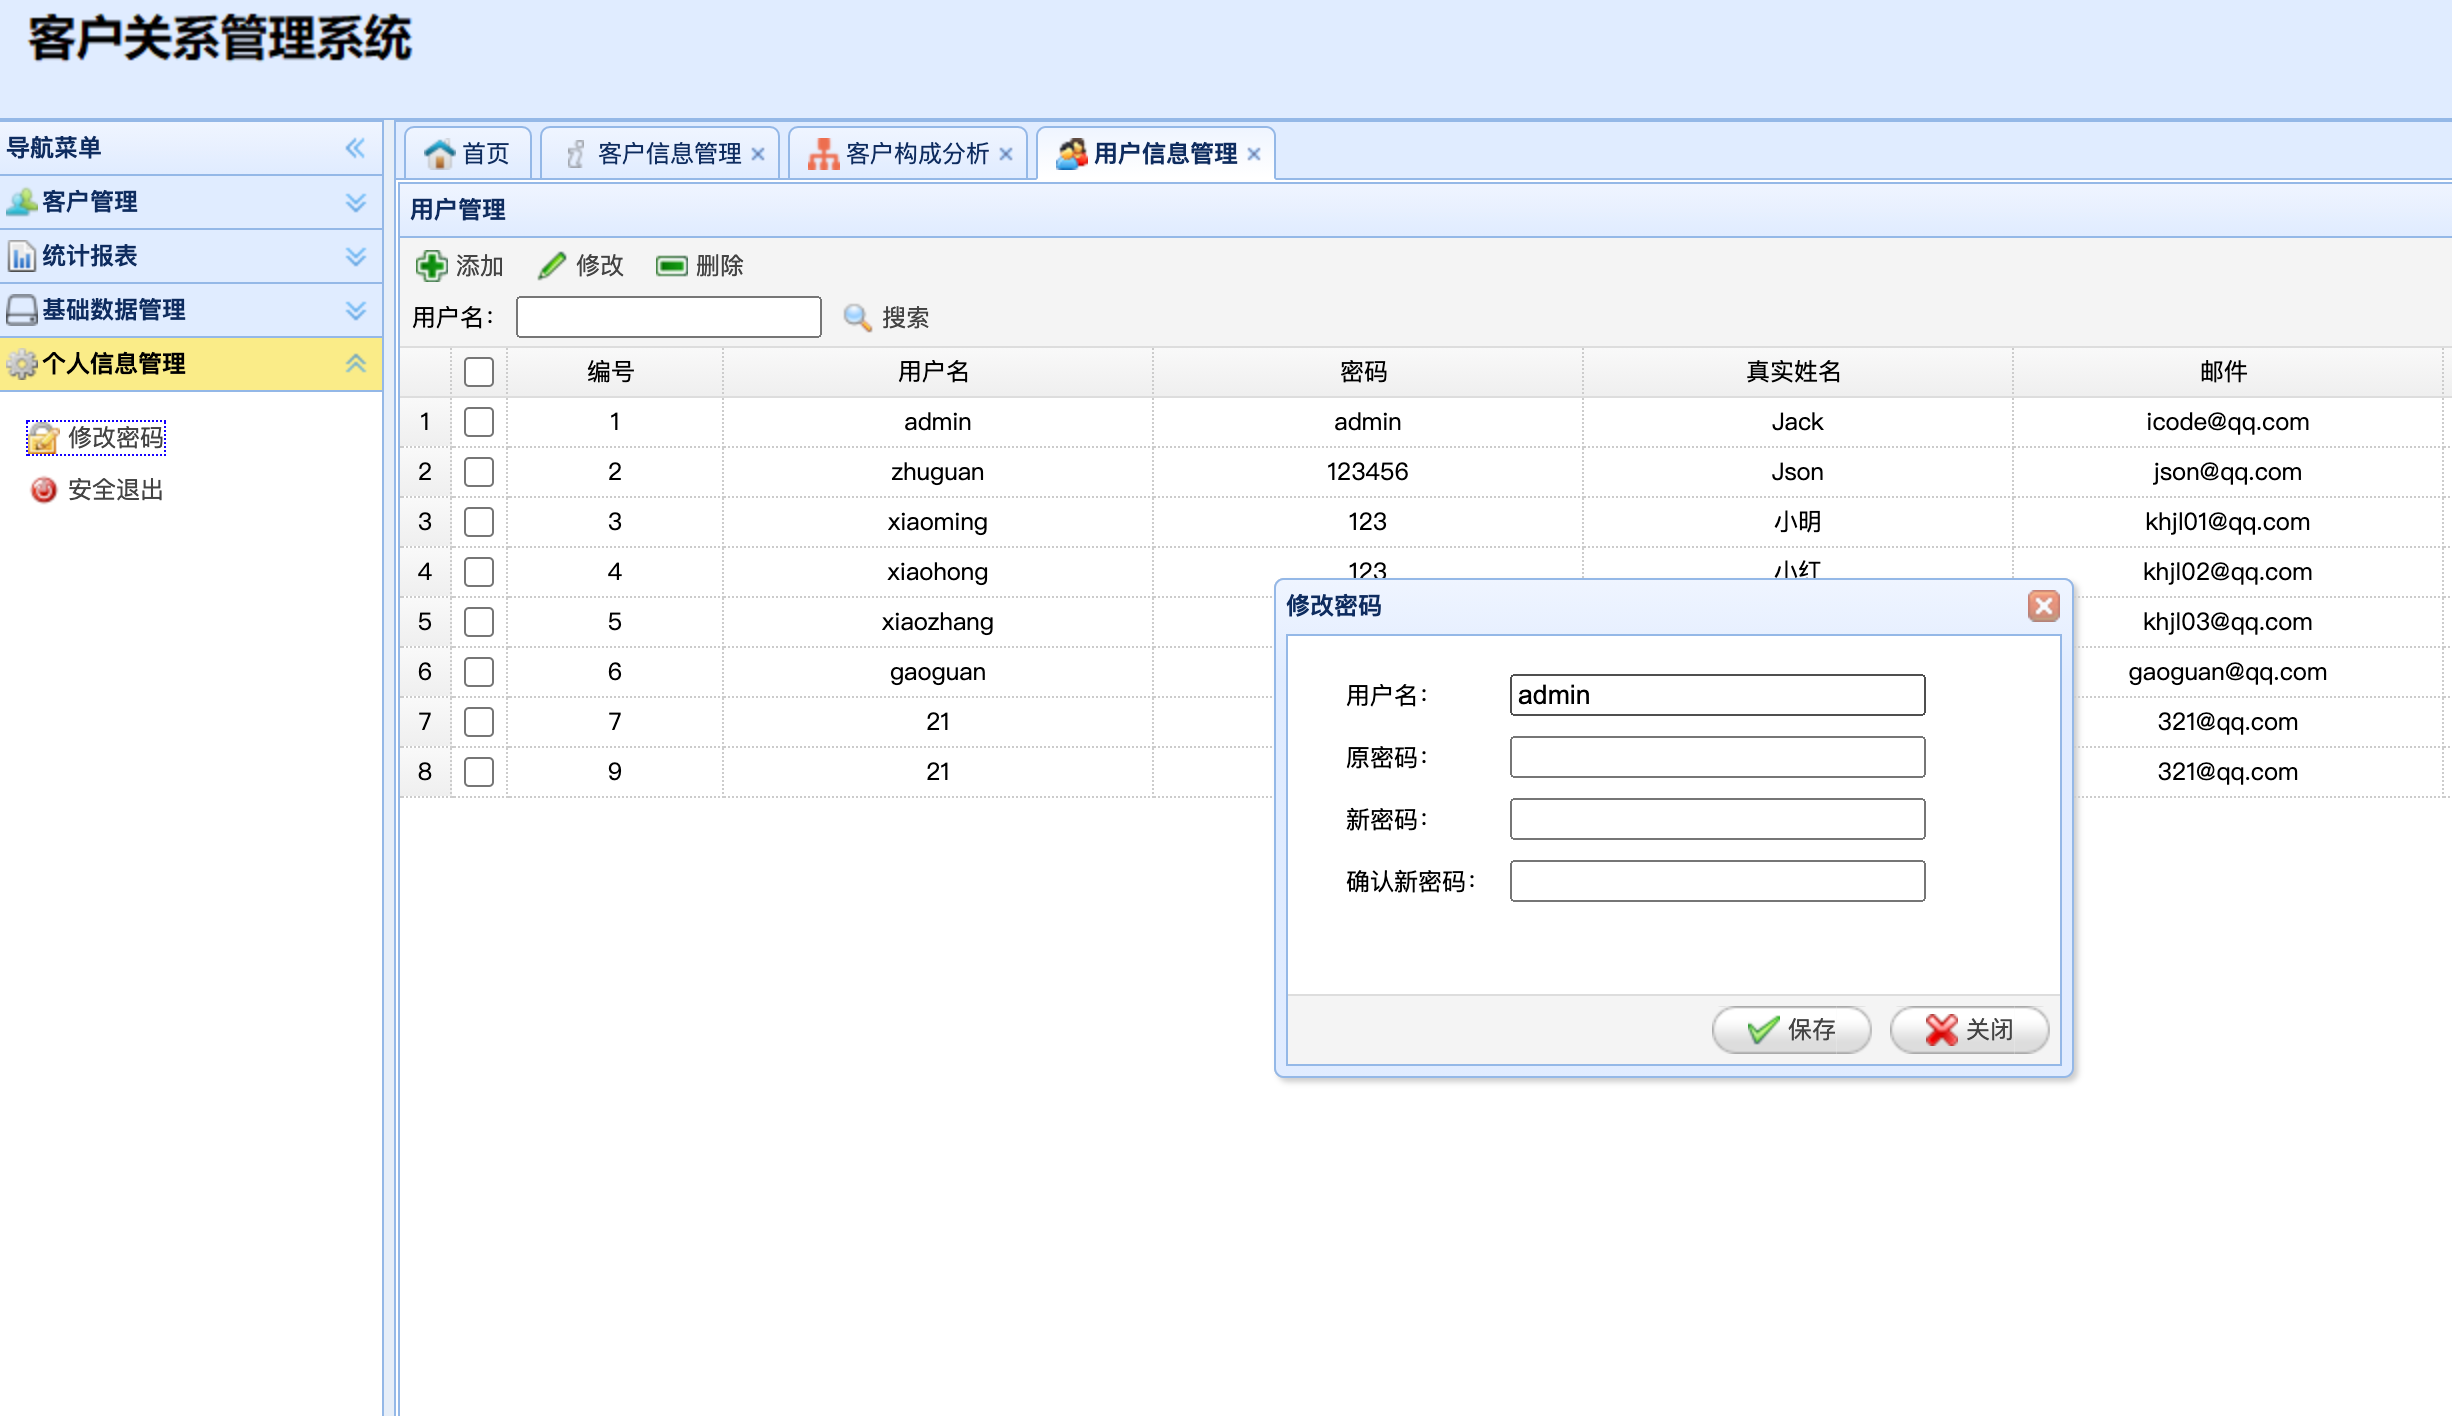 客户关系管理系统
导航菜单
客户管理
统计报表
基础数据管理
个人信息管理
修改密码
安全退出
首页 客户信息管理 客户构成分析 用户信息管理
用户管理
添加 修改 删除
用户名： 搜索
编号 用户名 密码 真实姓名 邮件
1 1 admin admin Jack icode@qq.com
2 2 zhuguan 123456 Json json@qq.com
3 3 xiaoming 123 小明 khjl01@qq.com
4 4 xiaohong 123 小红 khjl02@qq.com
5 5 xiaozhang khjl03@qq.com
6 6 gaoguan gaoguan@qq.com
7 7 21 321@qq.com
8 9 21 321@qq.com
修改密码
用户名： admin
原密码：
新密码：
确认新密码：
保存 关闭